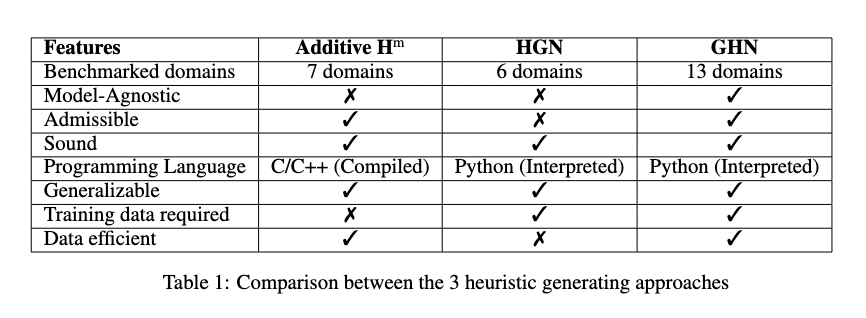 Features Additive Hᵐ HGN GHN
Benchmarked domains 7 domains 6 domains 13 domains
Model-Agnostic ✗ ✗ ✓
Admissible ✓ ✗ ✓
Sound ✓ ✓ ✓
Programming Language C/C++ (Compiled) Python (Interpreted) Python (Interpreted)
Generalizable ✓ ✓ ✓
Training data required ✗ ✓ ✓
Data efficient ✓ ✗ ✓
Table 1: Comparison between the 3 heuristic generating approaches